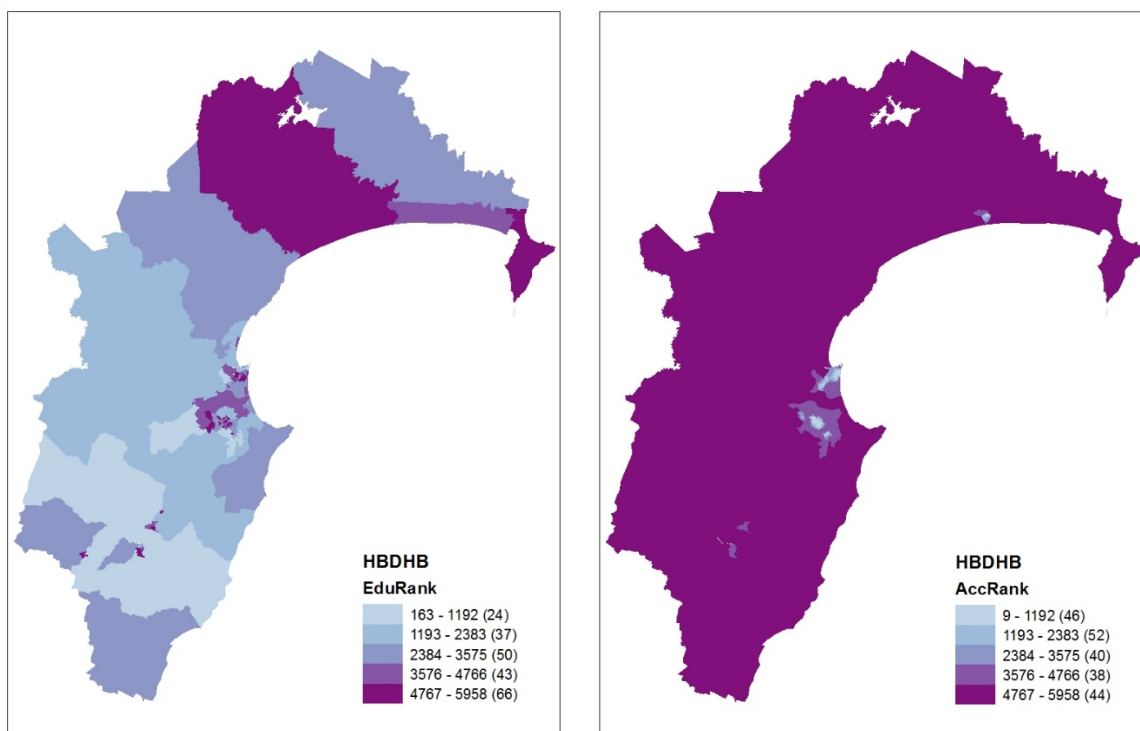 HBDHB
EduRank
163 - 1192 (24)
1193 - 2383 (37)
2384 - 3575 (50)
3576 - 4766 (43)
4767 - 5958 (66)
HBDHB
AccRank
9 - 1192 (46)
1193 - 2383 (52)
2384 - 3575 (40)
3576 - 4766 (38)
4767 - 5958 (44)